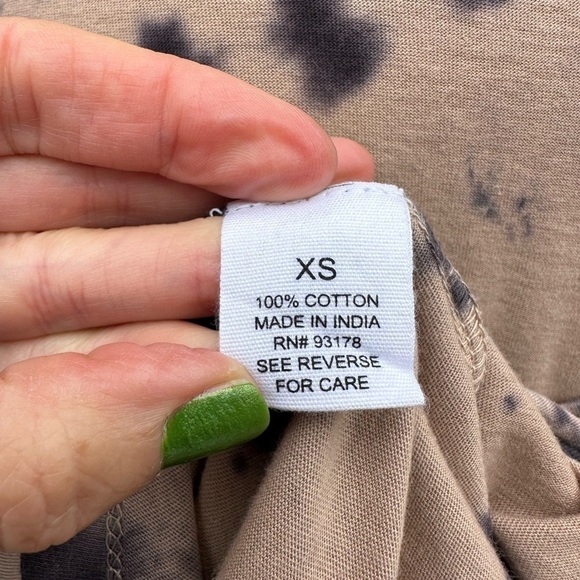 XS
100% COTTON
MADE IN INDIA
RN# 93178
SEE REVERSE
FOR CARE